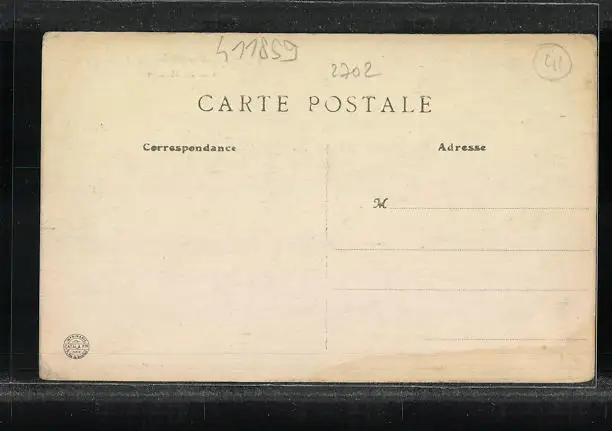 411859
2702
41
CARTE POSTALE
Correspondance
Adresse
M